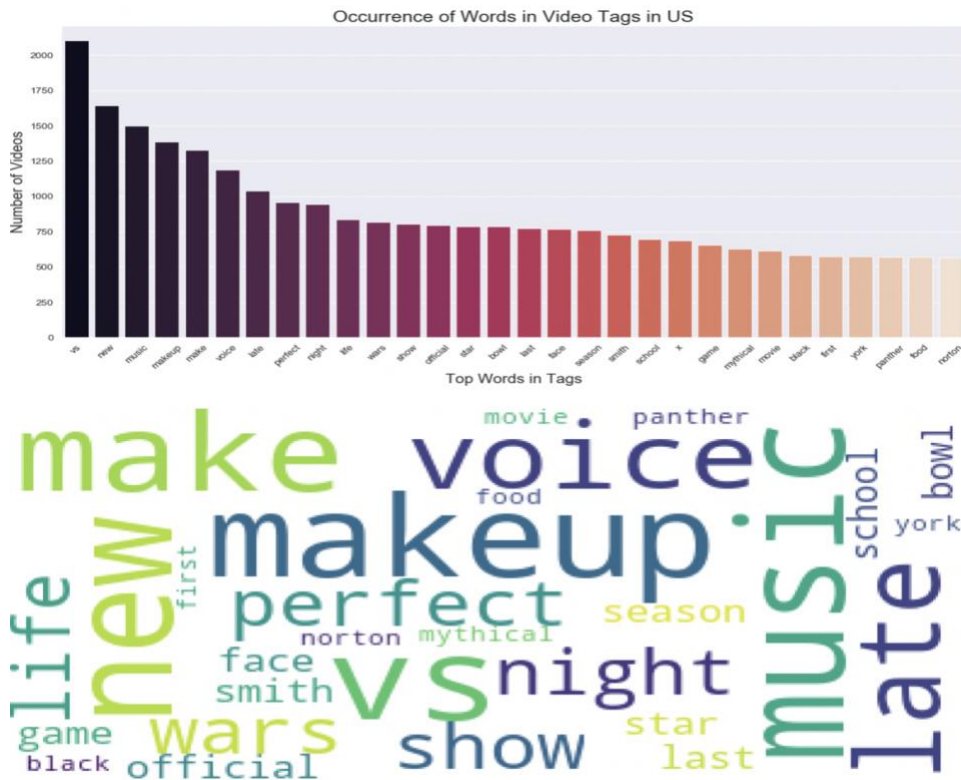 Occurrence of Words in Video Tags in US
Number of Videos
2000
1750
1500
1250
1000
750
500
250
0
vs new music makeup make voice late perfect night life wars show official star bowl last face season smith school x game mythical movie black first york panther food norton
Top Words in Tags
make
voice
movie
panther
music
school
bowl
york
new
first
makeup
food
perfect
season
life
norton
mythical
face
smith
vs
night
late
game
wars
show
star
last
black
official